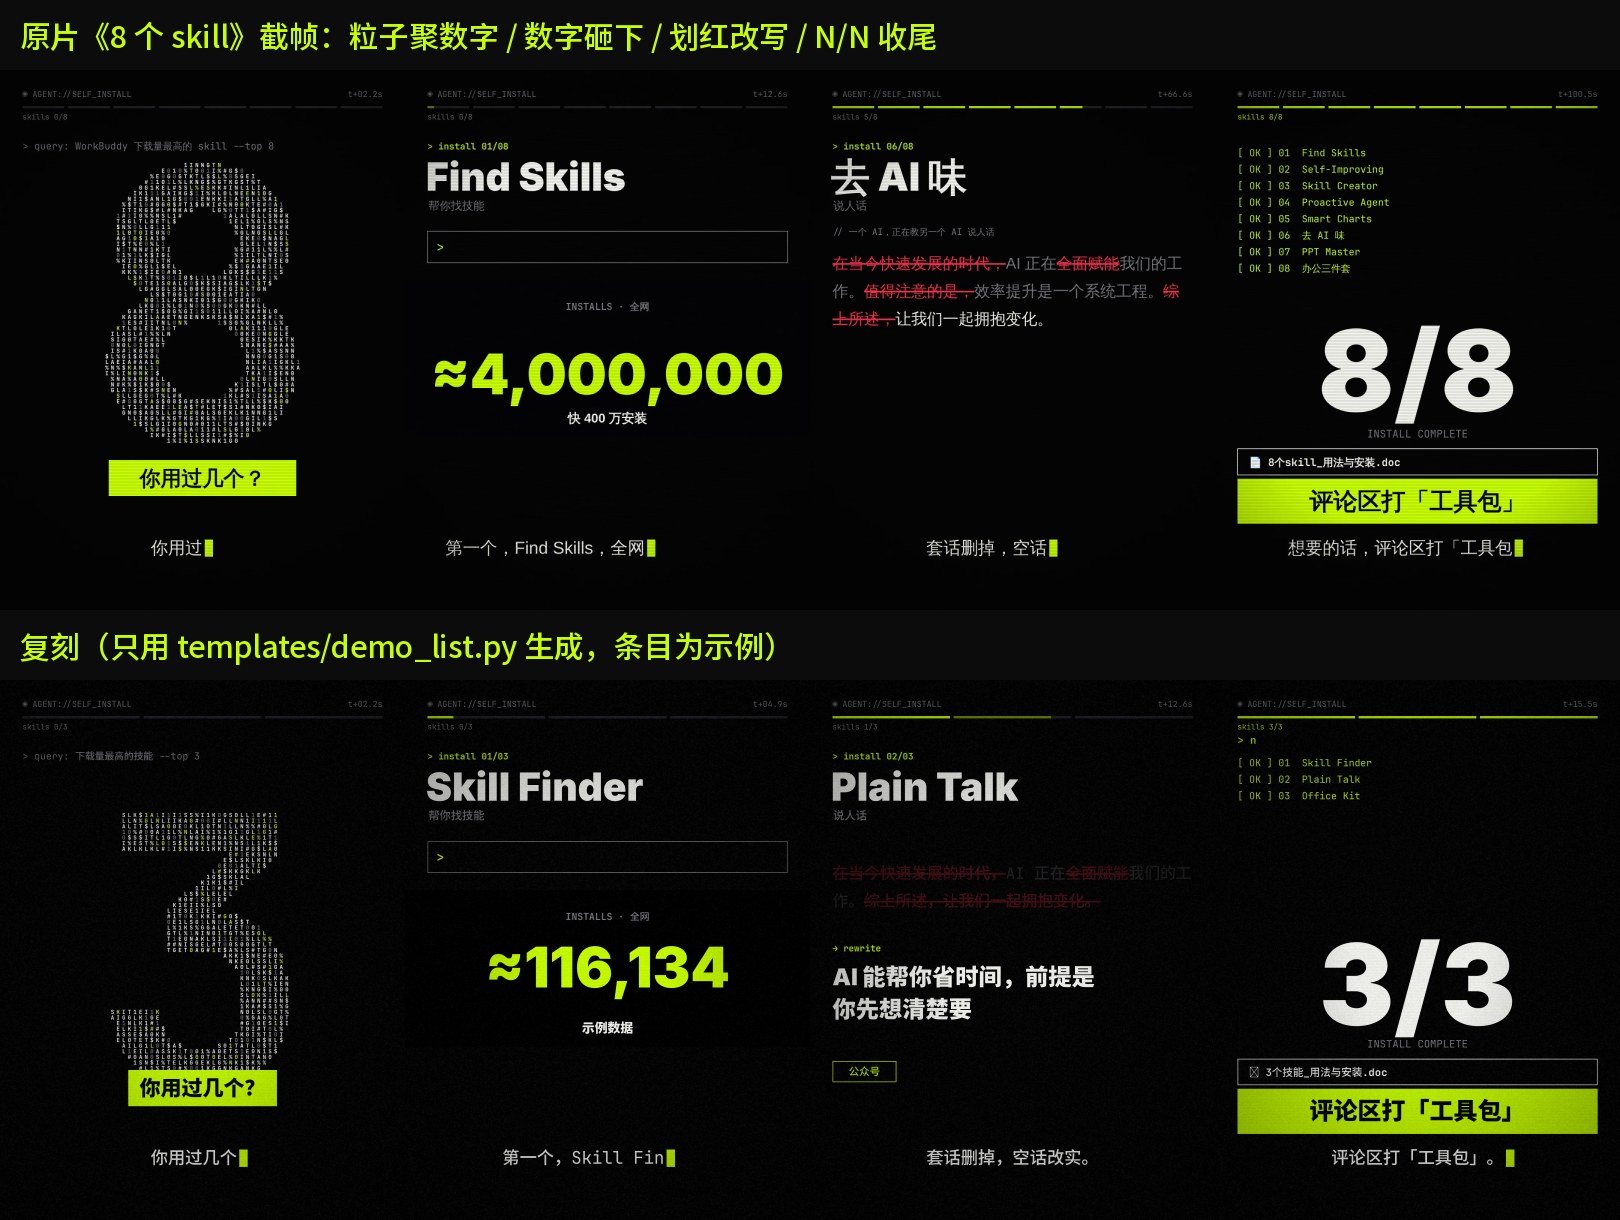 原片《8 个 skill》截帧：粒子聚数字 / 数字砸下 / 划红改写 / N/N 收尾
◉ AGENT://SELF_INSTALL
t+02.2s
skills 0/8
> query: WorkBuddy 下载量最高的 skill --top 8
你用过几个？
你用过
◉ AGENT://SELF_INSTALL
t+12.6s
skills 0/8
> install 01/08
Find Skills
帮你找技能
>
INSTALLS · 全网
≈4,000,000
快 400 万安装
第一个，Find Skills，全网
◉ AGENT://SELF_INSTALL
t+66.6s
skills 5/8
> install 06/08
去 AI 味
说人话
// 一个 AI，正在教另一个 AI 说人话
在当今快速发展的时代，AI 正在全面赋能我们的工
作。值得注意的是，效率提升是一个系统工程。综
上所述，让我们一起拥抱变化。
套话删掉，空话
◉ AGENT://SELF_INSTALL
t+100.5s
skills 8/8
[ OK ] 01 Find Skills
[ OK ] 02 Self-Improving
[ OK ] 03 Skill Creator
[ OK ] 04 Proactive Agent
[ OK ] 05 Smart Charts
[ OK ] 06 去 AI 味
[ OK ] 07 PPT Master
[ OK ] 08 办公三件套
8/8
INSTALL COMPLETE
8个skill_用法与安装.doc
评论区打「工具包」
想要的话，评论区打「工具包
复刻（只用 templates/demo_list.py 生成，条目为示例）
◉ AGENT://SELF_INSTALL
t+02.2s
skills 0/3
> query: 下载量最高的技能 --top 3
你用过几个？
你用过几个
◉ AGENT://SELF_INSTALL
t+04.9s
skills 0/3
> install 01/03
Skill Finder
帮你找技能
>
INSTALLS · 全网
≈116,134
示例数据
第一个，Skill Fin
◉ AGENT://SELF_INSTALL
t+12.6s
skills 1/3
> install 02/03
Plain Talk
说人话
在当今快速发展的时代，AI 正在全面赋能我们的工
作。综上所述，让我们一起拥抱变化。
→ rewrite
AI 能帮你省时间，前提是
你先想清楚要
公众号
套话删掉，空话改实。
◉ AGENT://SELF_INSTALL
t+15.5s
skills 3/3
> n
[ OK ] 01 Skill Finder
[ OK ] 02 Plain Talk
[ OK ] 03 Office Kit
3/3
INSTALL COMPLETE
3个技能_用法与安装.doc
评论区打「工具包」
评论区打「工具包」。